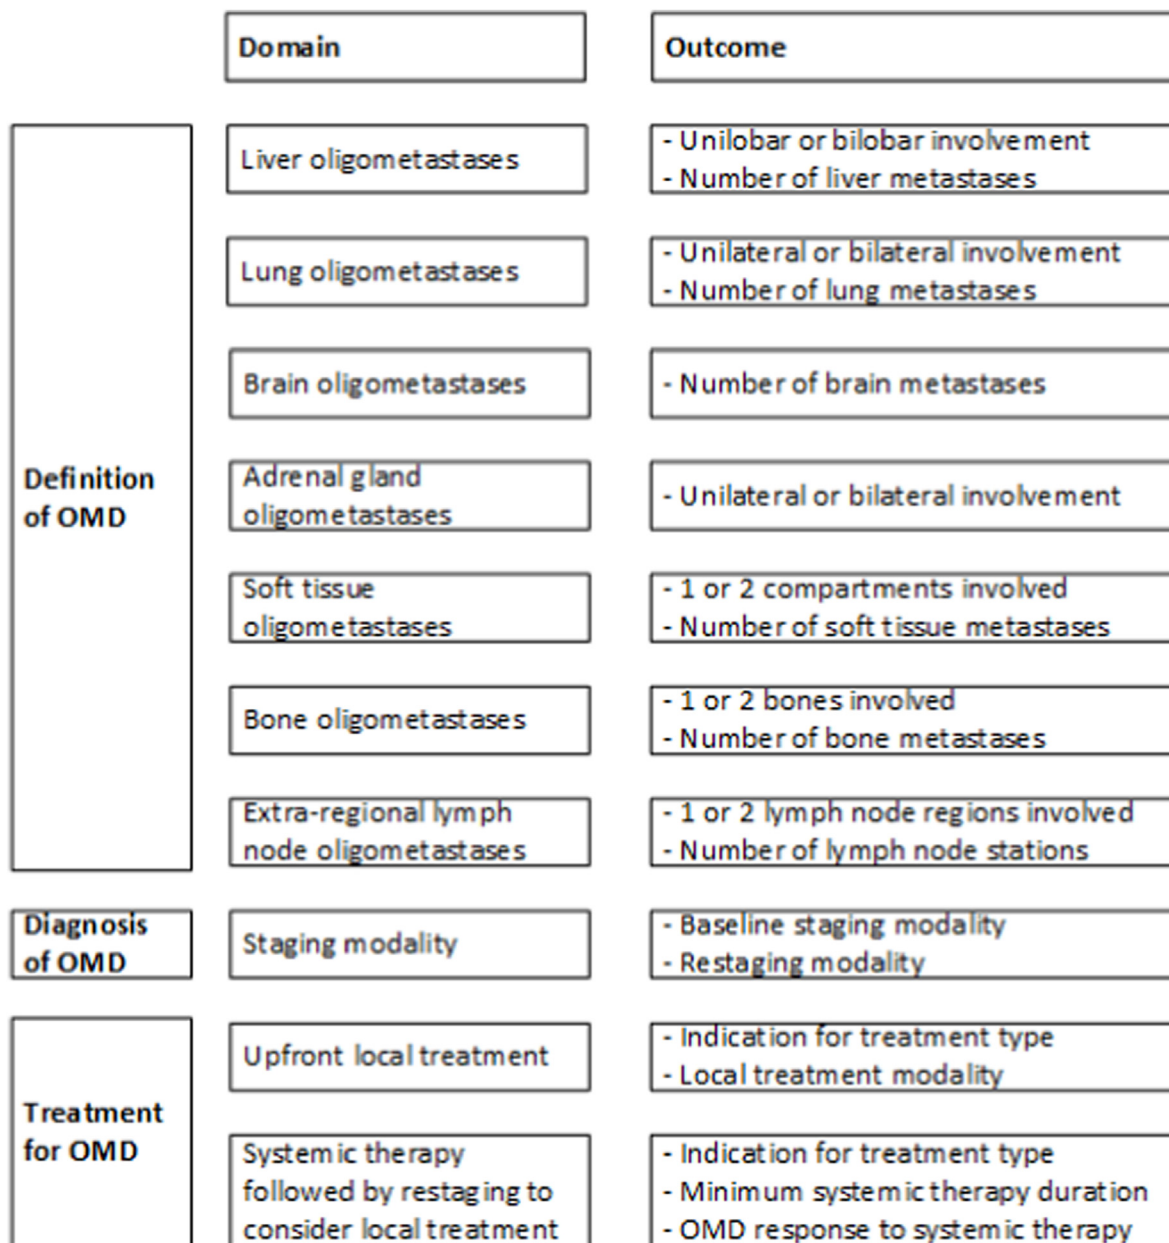 Domain
Outcome
Definition
of OMD
Liver oligometastases
- Unilobar or bilobar involvement
- Number of liver metastases
Lung oligometastases
- Unilateral or bilateral involvement
- Number of lung metastases
Brain oligometastases
- Number of brain metastases
Adrenal gland
oligometastases
- Unilateral or bilateral involvement
Soft tissue
oligometastases
- 1 or 2 compartments involved
- Number of soft tissue metastases
Bone oligometastases
- 1 or 2 bones involved
- Number of bone metastases
Extra-regional lymph
node oligometastases
- 1 or 2 lymph node regions involved
- Number of lymph node stations
Diagnosis
of OMD
Staging modality
- Baseline staging modality
- Restaging modality
Treatment
for OMD
Upfront local treatment
- Indication for treatment type
- Local treatment modality
Systemic therapy
followed by restaging to
consider local treatment
- Indication for treatment type
- Minimum systemic therapy duration
- OMD response to systemic therapy